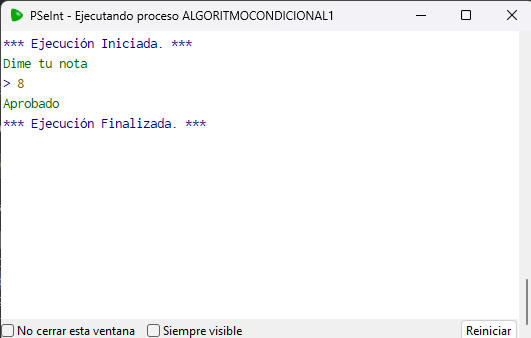 PSeInt - Ejecutando proceso ALGORITMOCONDICIONAL1
*** Ejecución Iniciada. ***
Dime tu nota
> 8
Aprobado
*** Ejecución Finalizada. ***
No cerrar esta ventana Siempre visible Reiniciar